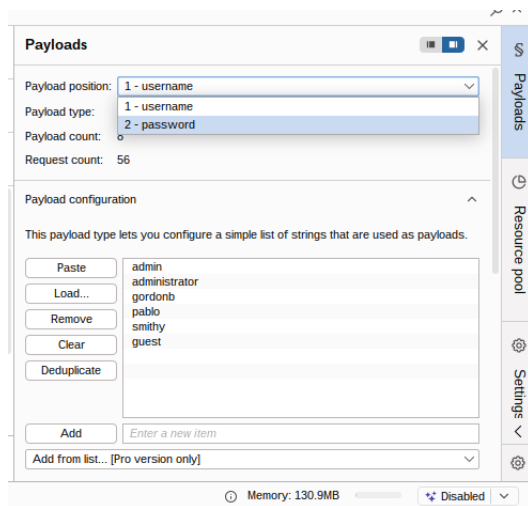 Payloads
Payload position: 1 - username
1 - username
Payload type:
2 - password
Payload count: 8
Request count: 56
Payload configuration
This payload type lets you configure a simple list of strings that are used as payloads.
Paste
Load...
Remove
Clear
Deduplicate
admin
administrator
gordonb
pablo
smithy
guest
Add
Enter a new item
Add from list... [Pro version only]
Memory: 130.9MB
Disabled
Payloads
Resource pool
Settings